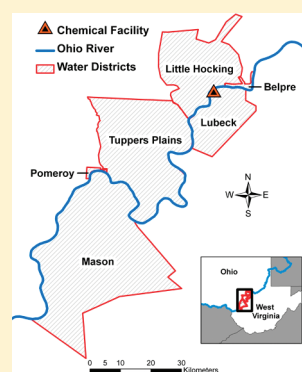 Chemical Facility
Ohio River
Water Districts
Little Hocking
Belpre
Lubeck
Tuppers Plains
Pomeroy
N
W E
S
Mason
Ohio
West
Virginia
0 5 10 20 30
Kilometers